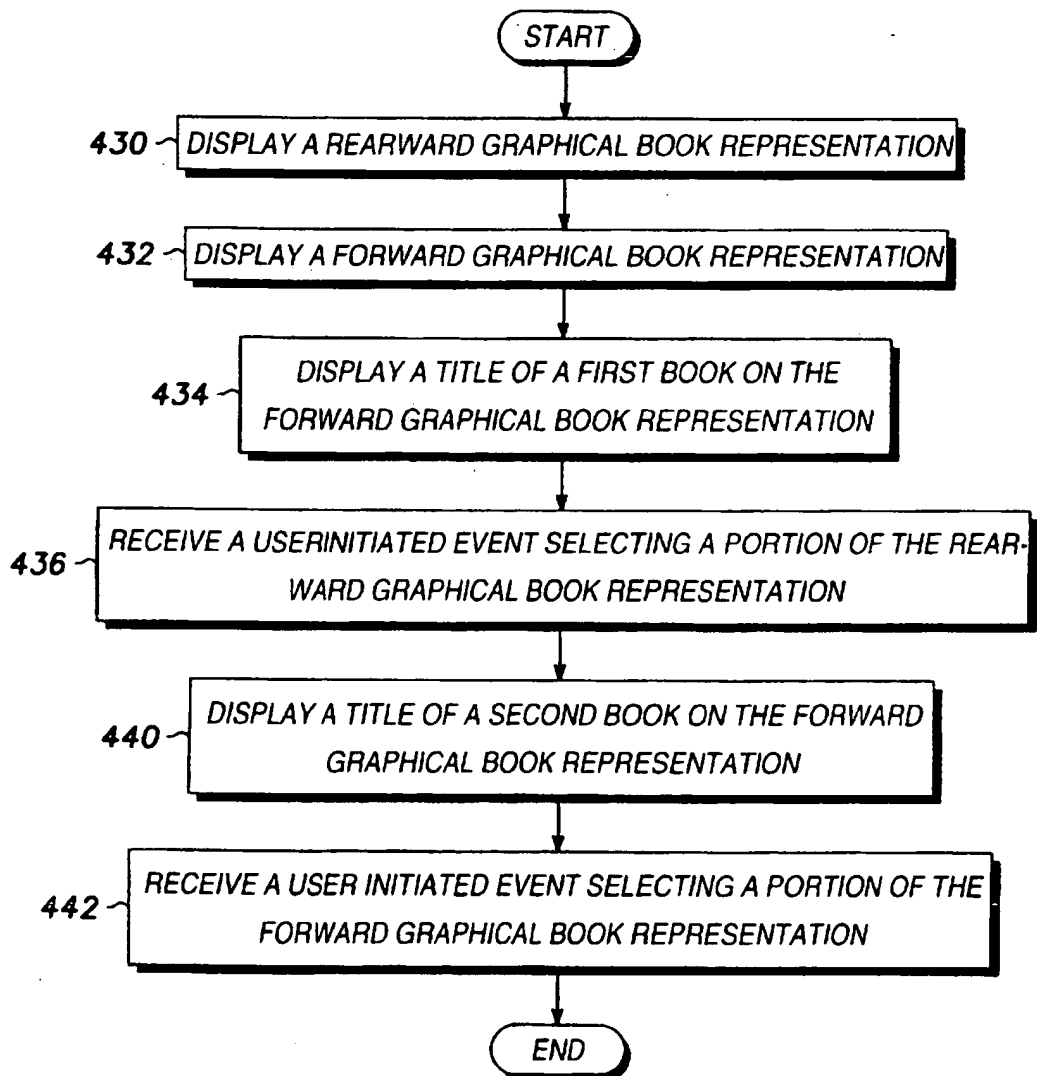 START
430
DISPLAY A REARWARD GRAPHICAL BOOK REPRESENTATION
432
DISPLAY A FORWARD GRAPHICAL BOOK REPRESENTATION
434
DISPLAY A TITLE OF A FIRST BOOK ON THE
FORWARD GRAPHICAL BOOK REPRESENTATION
436
RECEIVE A USERINITIATED EVENT SELECTING A PORTION OF THE REAR-
WARD GRAPHICAL BOOK REPRESENTATION
440
DISPLAY A TITLE OF A SECOND BOOK ON THE FORWARD
GRAPHICAL BOOK REPRESENTATION
442
RECEIVE A USER INITIATED EVENT SELECTING A PORTION OF THE
FORWARD GRAPHICAL BOOK REPRESENTATION
END